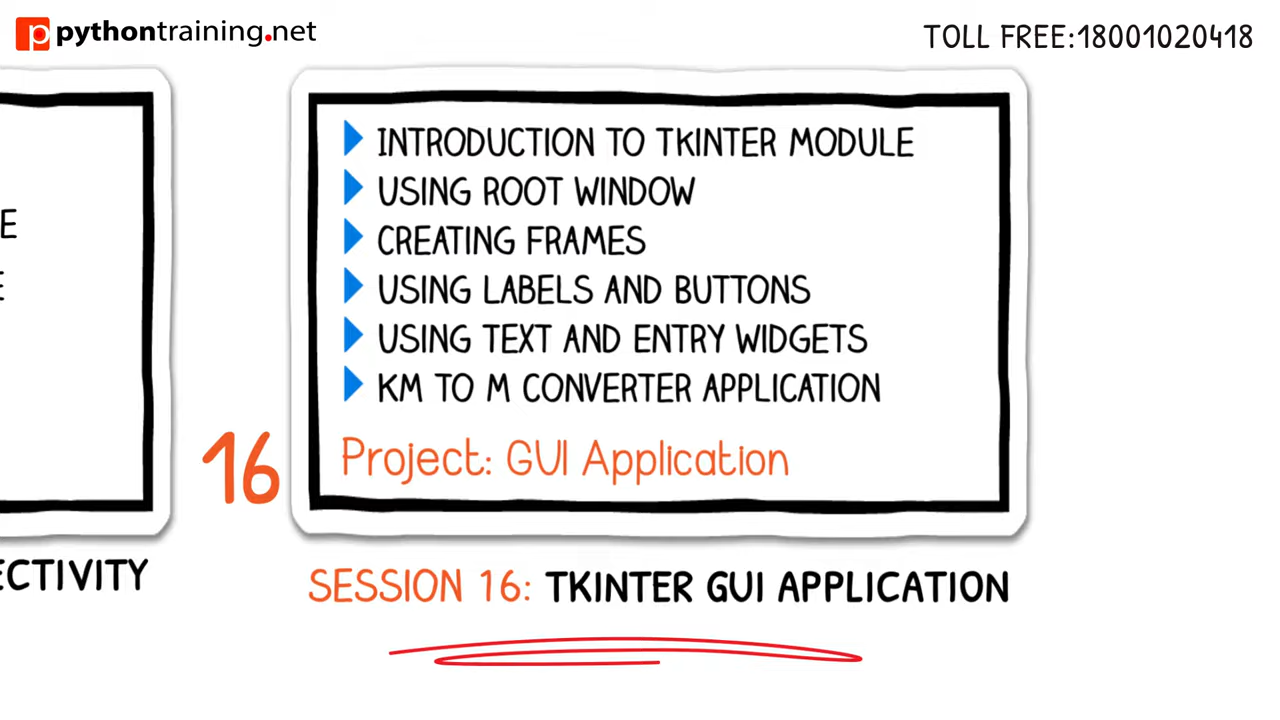 pythontraining.net
TOLL FREE:18001020418
INTRODUCTION TO TKINTER MODULE
USING ROOT WINDOW
CREATING FRAMES
USING LABELS AND BUTTONS
USING TEXT AND ENTRY WIDGETS
KM TO M CONVERTER APPLICATION
16
Project: GUI Application
SESSION 16: TKINTER GUI APPLICATION